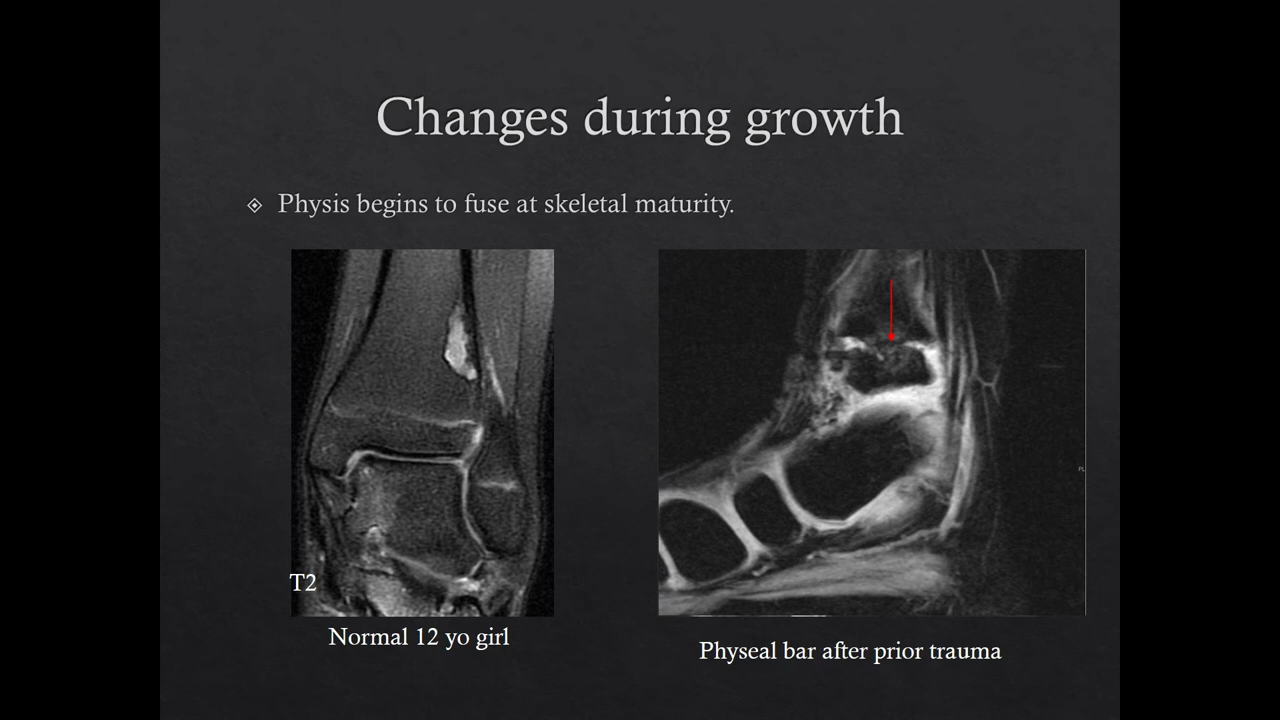 Changes during growth
Physis begins to fuse at skeletal maturity.
T2
PL
Normal 12 yo girl
Physeal bar after prior trauma